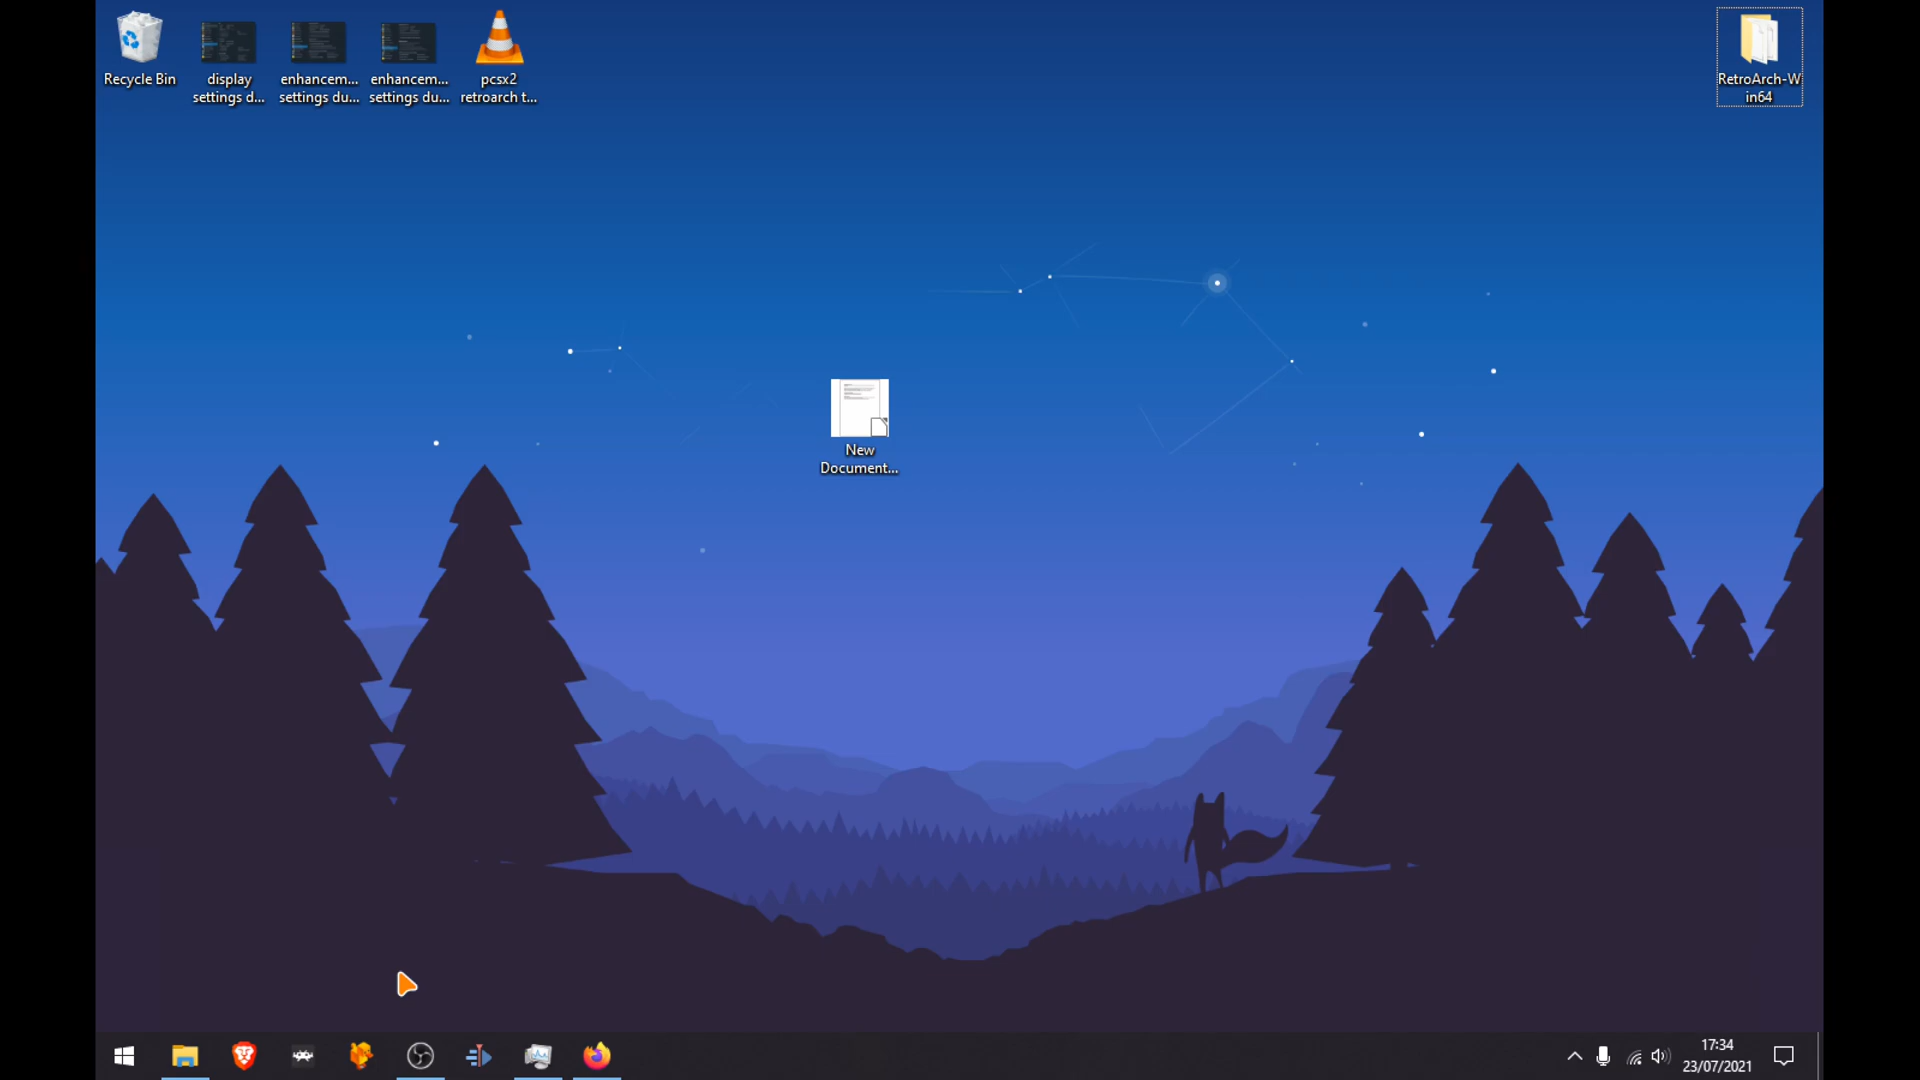 Recycle Bin
display
settings d...
enhancem...
settings du...
enhancem...
settings du...
pcsx2
retroarch t...
RetroArch-W
in64
New
Document...
17:34
23/07/2021